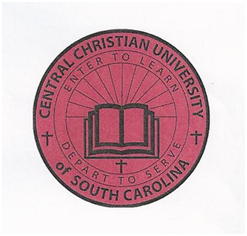 CENTRAL CHRISTIAN UNIVERSITY
ENTER TO LEARN
DEPART TO SERVE
of SOUTH CAROLINA